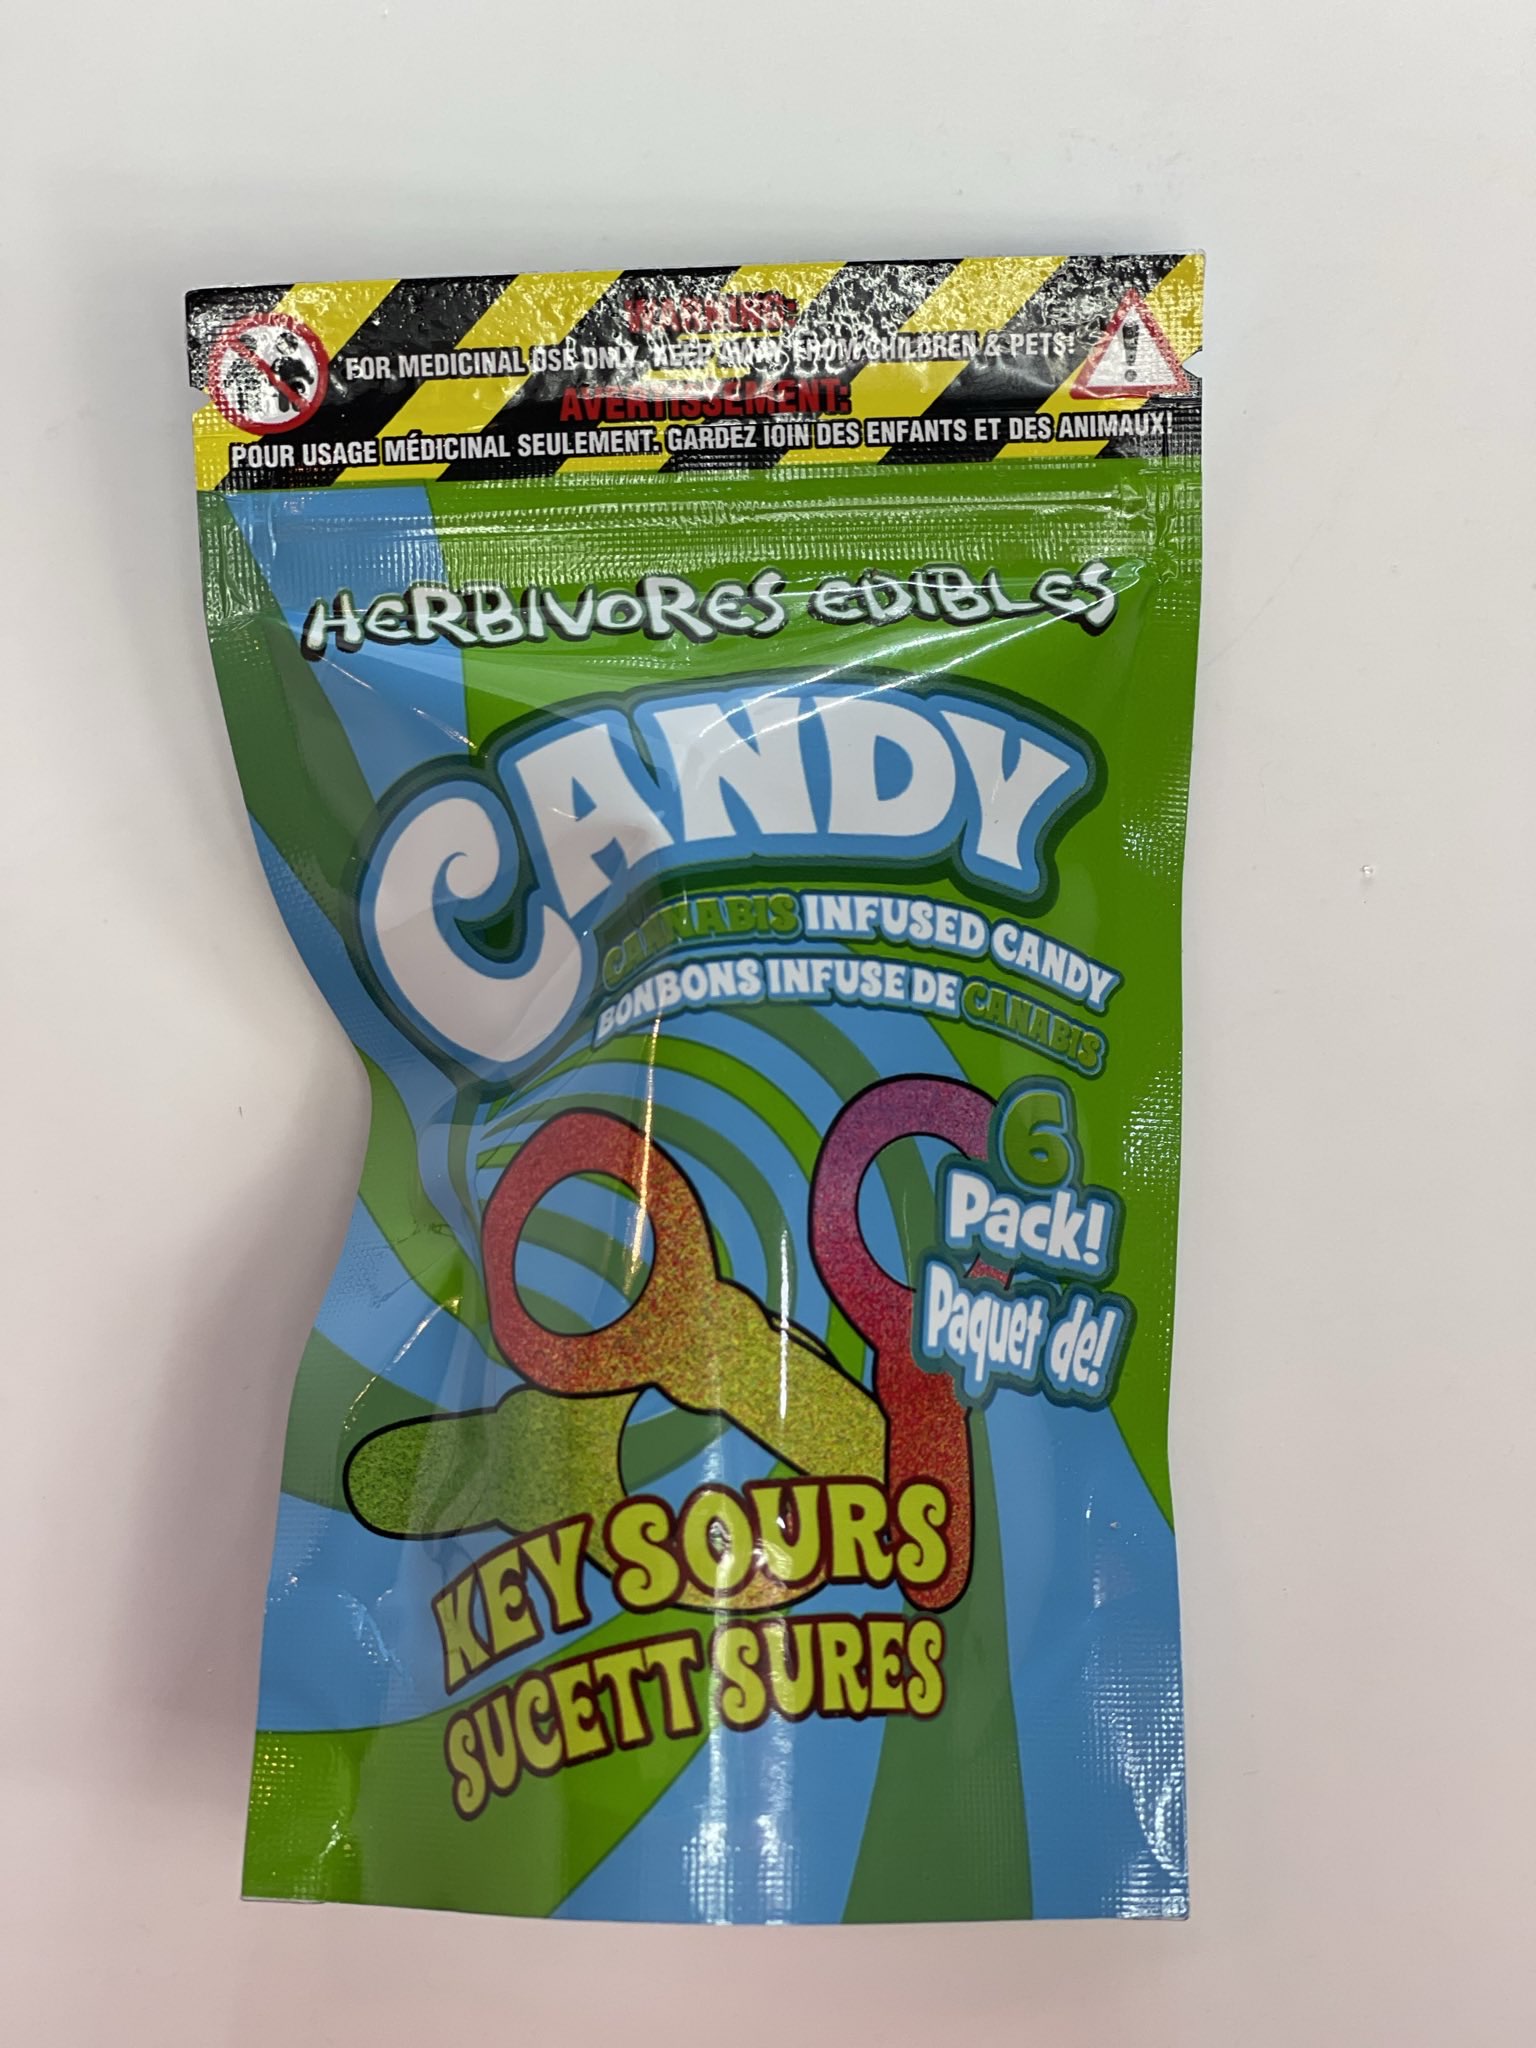 WARNING:
*FOR MEDICINAL USE ONLY. KEEP AWAY FROM CHILDREN & PETS!
AVERTISSEMENT:
POUR USAGE MÉDICINAL SEULEMENT. GARDEZ IOIN DES ENFANTS ET DES ANIMAUX!
HERBIVORES EDIBLES
CANDY
CANNABIS INFUSED CANDY
BONBONS INFUSE DE CANABIS
6
Pack!
Paquet de!
KEY SOURS
SUCETT SURES